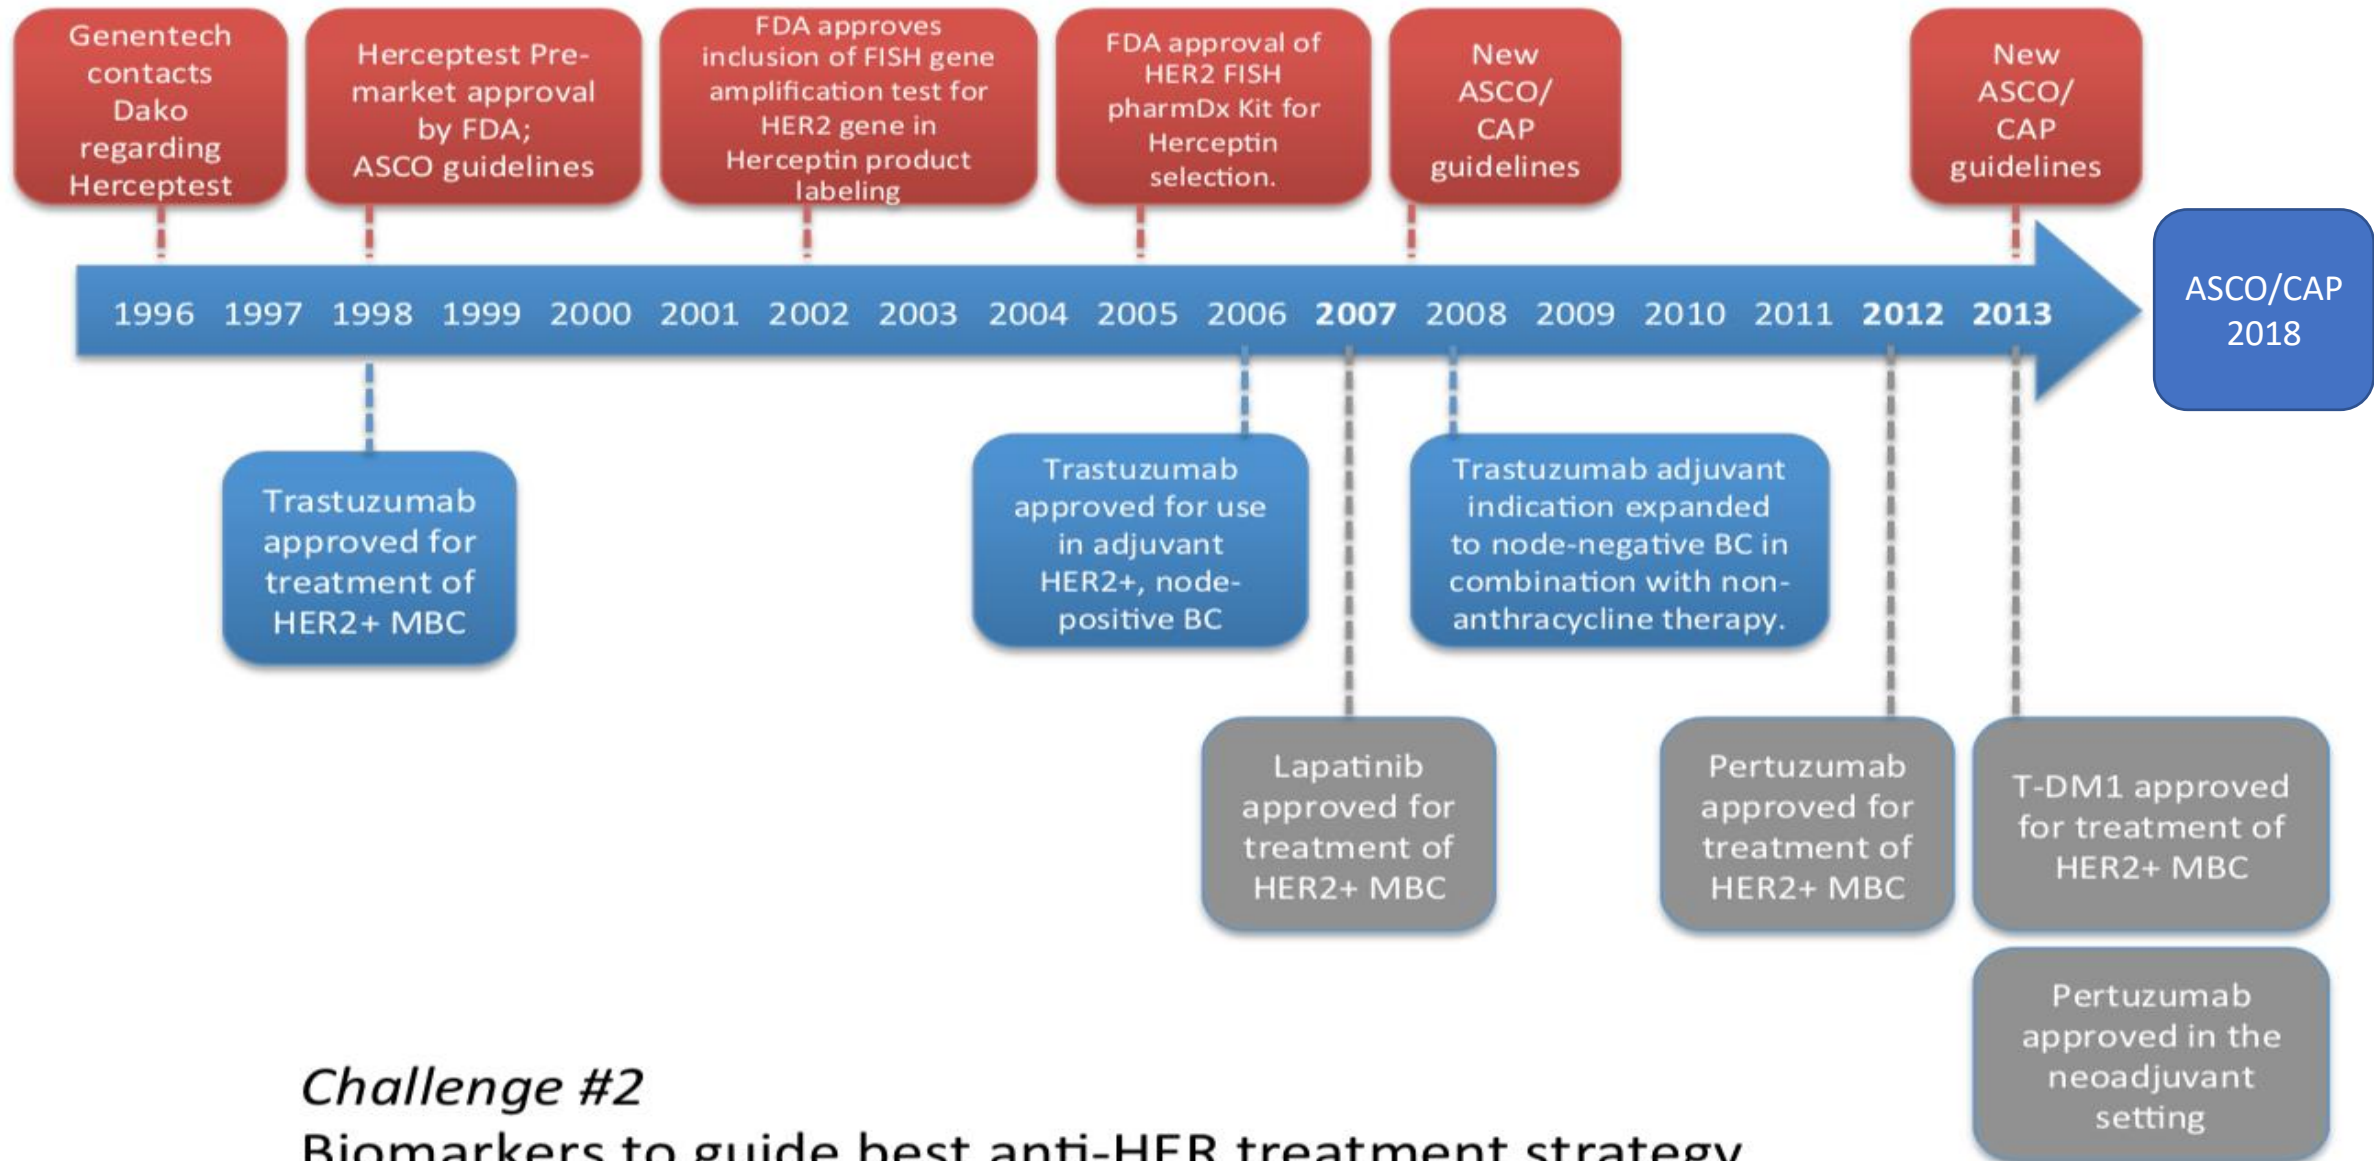 Genentech
contacts
Dako
regarding
Herceptest
Herceptest Pre-
market approval
by FDA;
ASCO guidelines
FDA approves
inclusion of FISH gene
amplification test for
HER2 gene in
Herceptin product
labeling
FDA approval of
HER2 FISH
pharmDx Kit for
Herceptin
selection.
New
ASCO/
CAP
guidelines
New
ASCO/
CAP
guidelines
1996 1997 1998 1999 2000 2001 2002 2003 2004 2005 2006 2007 2008 2009 2010 2011 2012 2013
ASCO/CAP
2018
Trastuzumab
approved for
treatment of
HER2+ MBC
Trastuzumab
approved for use
in adjuvant
HER2+, node-
positive BC
Trastuzumab adjuvant
indication expanded
to node-negative BC in
combination with non-
anthracycline therapy.
Lapatinib
approved for
treatment of
HER2+ MBC
Pertuzumab
approved for
treatment of
HER2+ MBC
T-DM1 approved
for treatment of
HER2+ MBC
Pertuzumab
approved in the
neoadjuvant
setting
Challenge #2
Biomarkers to guide best anti-HER treatment strategy